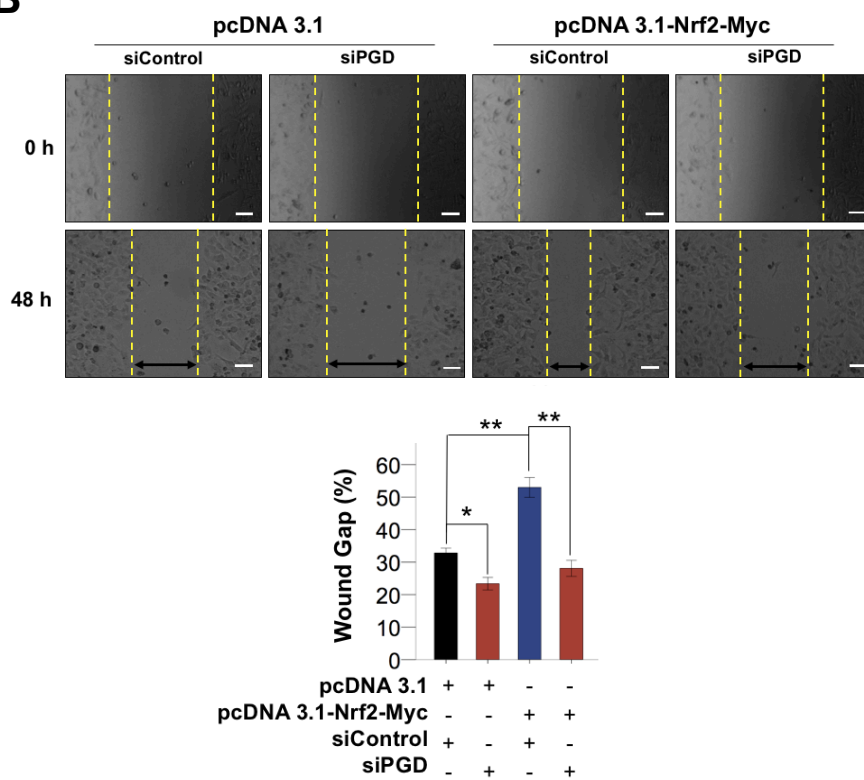 B
pcDNA 3.1 pcDNA 3.1-Nrf2-Myc
siControl siPGD siControl siPGD
0 h
48 h
** **
*
Wound Gap (%)
60
50
40
30
20
10
0
pcDNA 3.1 + + - -
pcDNA 3.1-Nrf2-Myc - - + +
siControl + - + -
siPGD - + - +